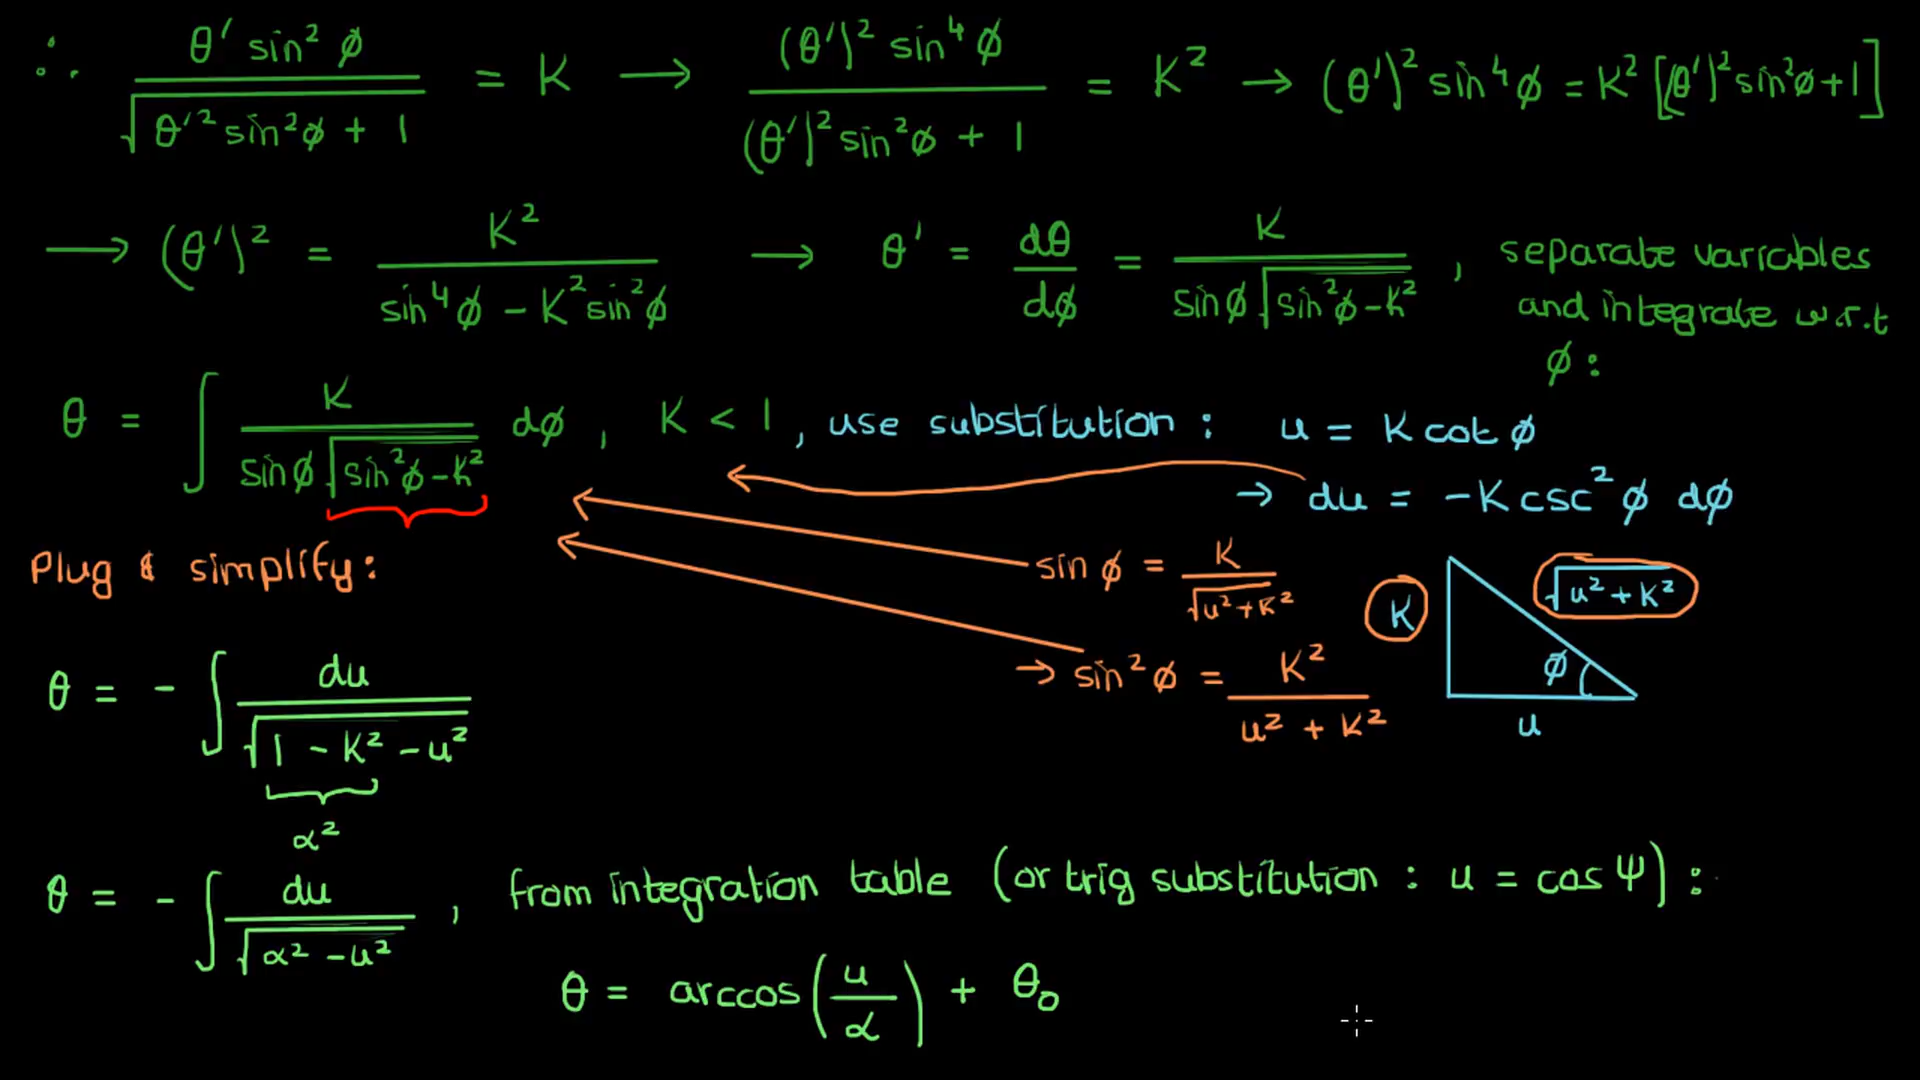 ∴ θ′ sin² ϕ / √(θ′² sin²ϕ + 1) = K → (θ′)² sin⁴ϕ / ((θ′)² sin²ϕ + 1) = K² → (θ′)² sin⁴ϕ = K² [(θ′)² sin²ϕ + 1]
→ (θ′)² = K² / (sin⁴ϕ − K² sin²ϕ) → θ′ = dθ/dϕ = K / (sinϕ √(sin²ϕ − K²)) , separate variables
and integrate w.r.t
ϕ :
θ = ∫ K / (sinϕ √(sin²ϕ − K²)) dϕ , K < 1 , use substitution : u = K cot ϕ
→ du = −K csc² ϕ dϕ
Plug & simplify :
sin ϕ = K / √(u² + K²)
K
√(u² + K²)
→ sin² ϕ = K² / (u² + K²)
ϕ
u
θ = − ∫ du / √(1 − K² − u²)
α²
θ = − ∫ du / √(α² − u²) , from integration table (or trig substitution : u = cos Ψ) :
θ = arccos(u/α) + θ₀